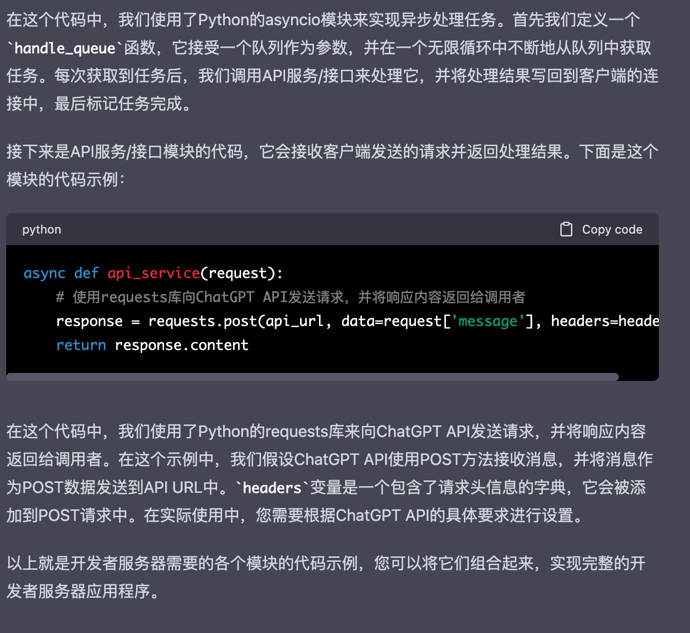 在这个代码中，我们使用了Python的asyncio模块来实现异步处理任务。首先我们定义一个
`handle_queue`函数，它接受一个队列作为参数，并在一个无限循环中不断地从队列中获取
任务。每次获取到任务后，我们调用API服务/接口来处理它，并将处理结果写回到客户端的连
接中，最后标记任务完成。
接下来是API服务/接口模块的代码，它会接收客户端发送的请求并返回处理结果。下面是这个
模块的代码示例：
python Copy code
async def api_service(request):
    # 使用requests库向ChatGPT API发送请求，并将响应内容返回给调用者
    response = requests.post(api_url, data=request['message'], headers=heade
    return response.content
在这个代码中，我们使用了Python的requests库来向ChatGPT API发送请求，并将响应内容
返回给调用者。在这个示例中，我们假设ChatGPT API使用POST方法接收消息，并将消息作
为POST数据发送到API URL中。`headers`变量是一个包含了请求头信息的字典，它会被添
加到POST请求中。在实际使用中，您需要根据ChatGPT API的具体要求进行设置。
以上就是开发者服务器需要的各个模块的代码示例，您可以将它们组合起来，实现完整的开
发者服务器应用程序。